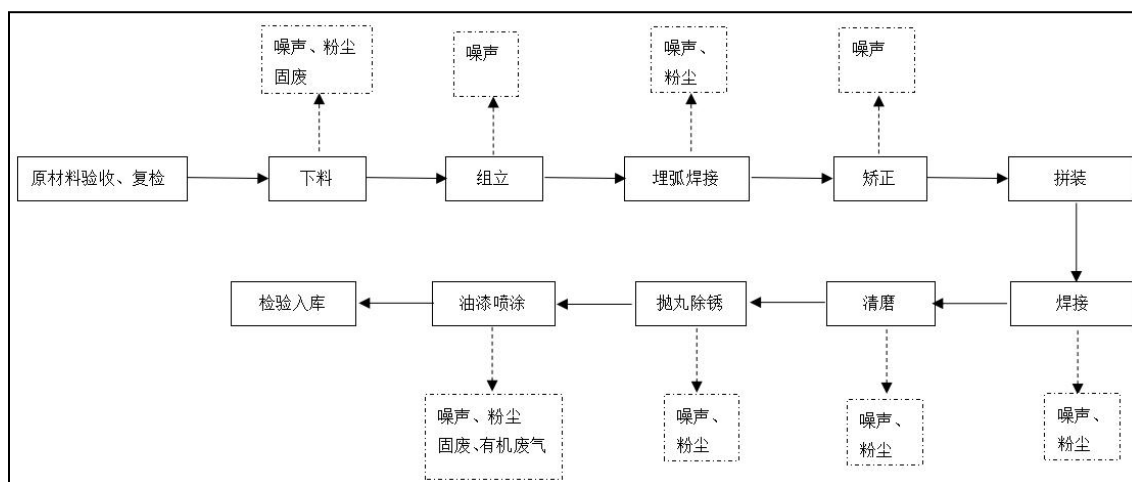 噪声、粉尘
固废
噪声
噪声、
粉尘
噪声
原材料验收、复检
下料
组立
埋弧焊接
矫正
拼装
检验入库
油漆喷涂
抛丸除锈
清磨
焊接
噪声、粉尘
固废、有机废气
噪声、
粉尘
噪声、
粉尘
噪声、
粉尘